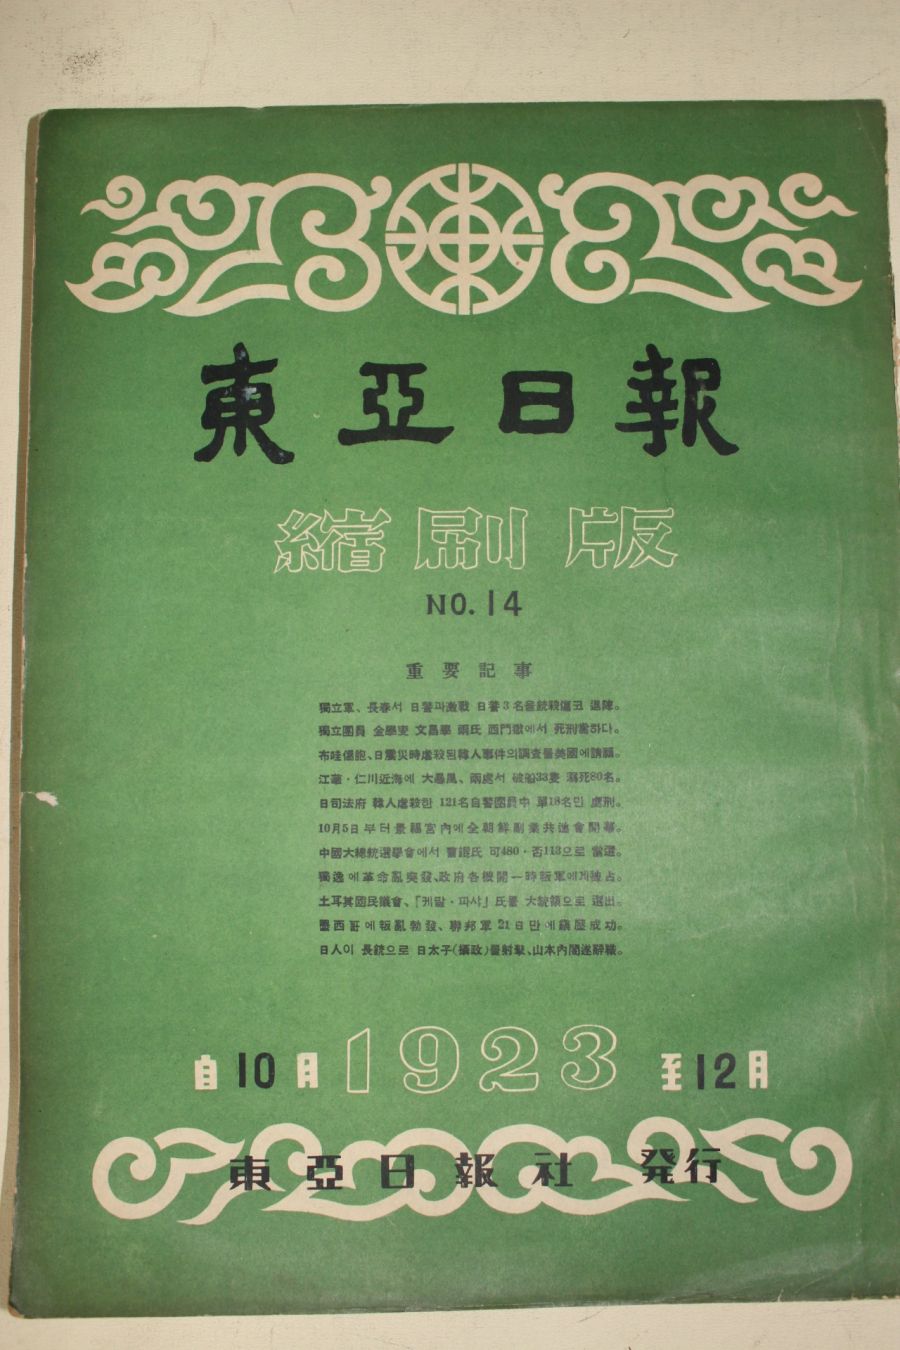 東亞日報
縮刷版
NO. 14
重要記事
獨立軍、長春서 日警과激戰 日警3名을銃殺傷코 退陣。
獨立團員 金學燮 文昌學 兩氏 西門獄에서 死刑當하다。
布哇僑胞、日震災時虐殺된韓人事件의調査를美國에請願。
江華·仁川近海에 大暴風、兩處서 破船33隻 溺死80名。
日司法府 韓人虐殺한 121名自警團員中 單18名만 處刑。
10月5日부터景福宮內에全朝鮮副業共進會開幕。
中國大總統選擧會에서 曹錕氏 可480·否113으로 當選。
獨逸에革命亂突發、政府各機關一時叛軍에게被占。
土耳其國民議會、「케말·파샤」氏를 大統領으로 選出。
墨西哥에叛亂勃發、聯邦軍21日만에鎭壓成功。
日人이 長銃으로 日太子(攝政)를射擊、山本內閣遂辭職。
自10月 1923 至12月
東亞日報社 発行